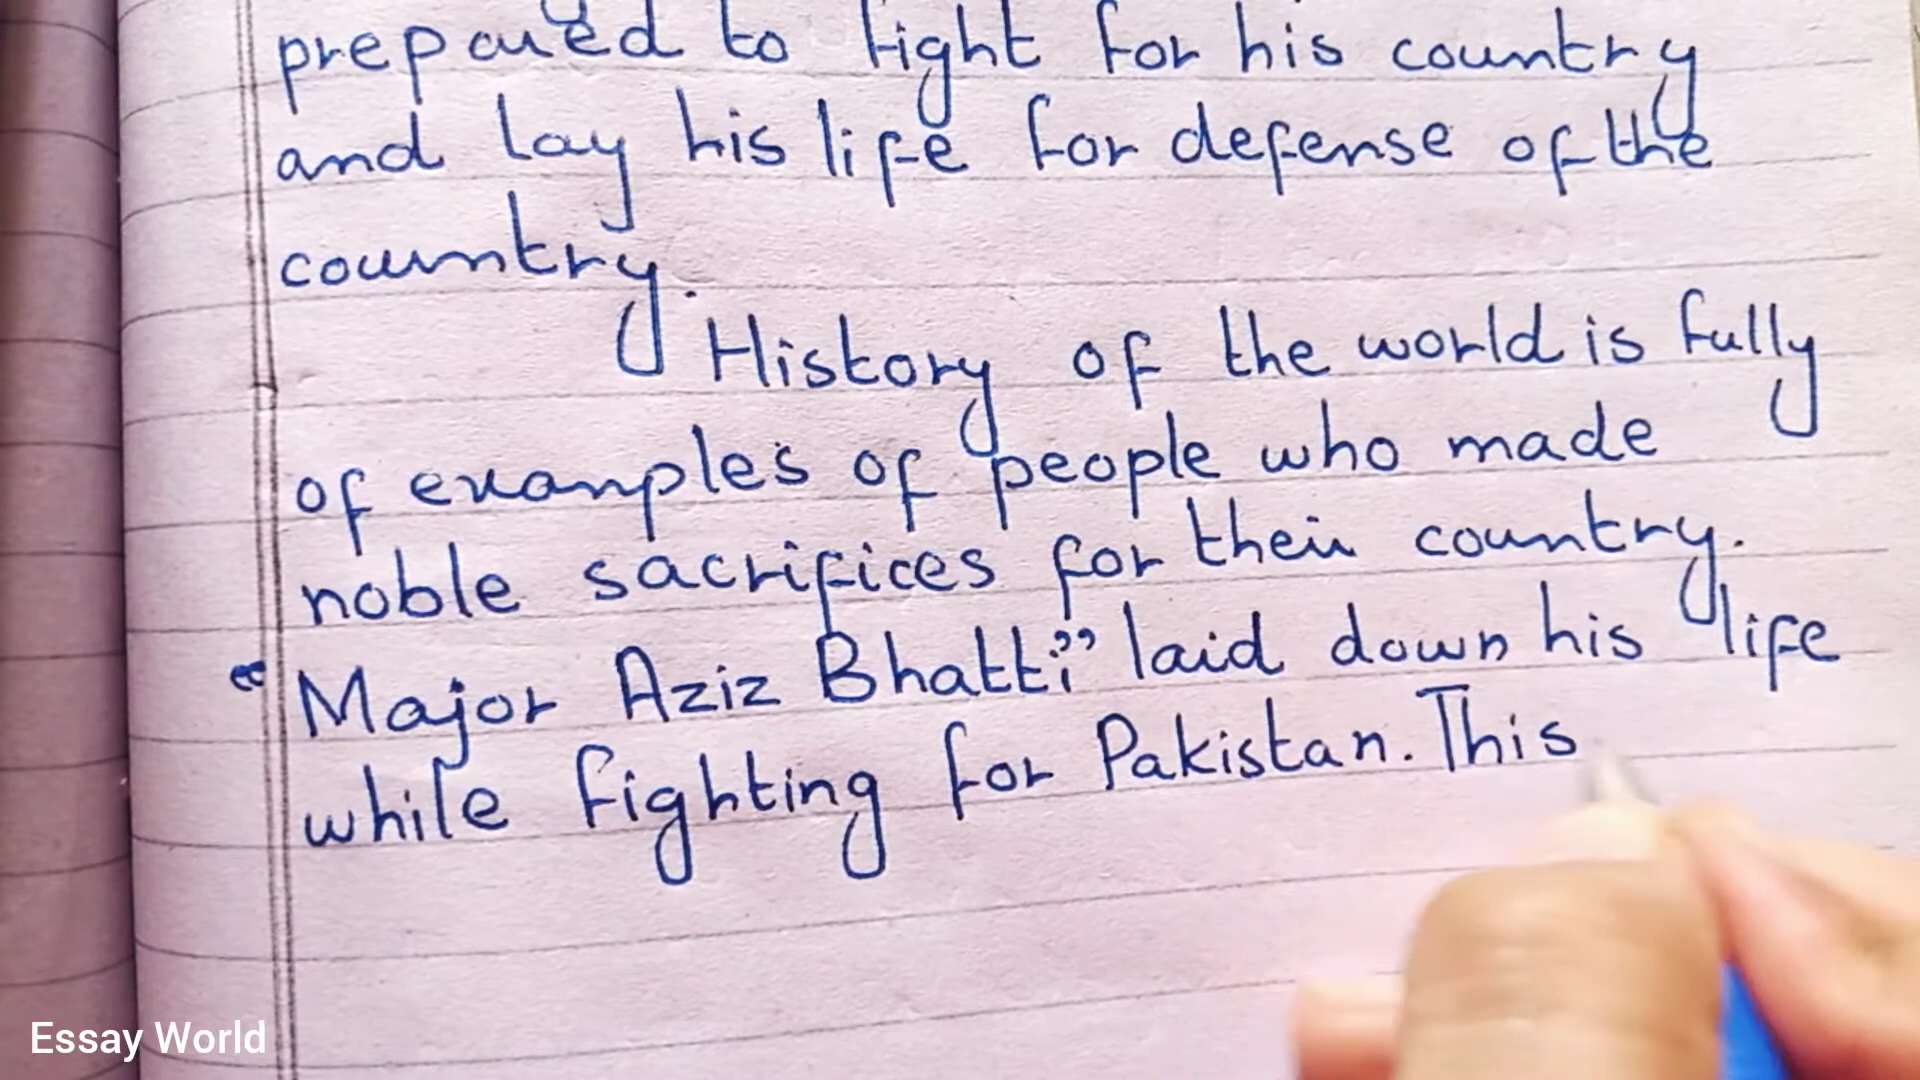 prepared to fight for his country
and lay his life for defense of the
country.
History of the world is fully
of examples of people who made
noble sacrifices for their country.
“Major Aziz Bhatti” laid down his life
while fighting for Pakistan. This
Essay World